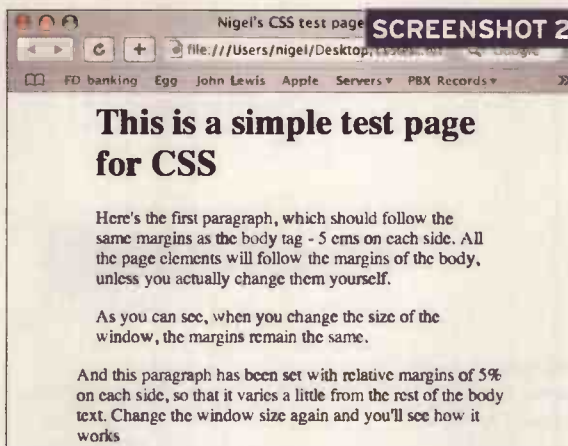 Nigel's CSS test page
SCREENSHOT 2
file:///Users/nigel/Desktop/
FD banking Egg John Lewis Apple Servers PBX Records
This is a simple test page
for CSS
Here's the first paragraph, which should follow the
same margins as the body tag - 5 ems on each side. All
the page elements will follow the margins of the body,
unless you actually change them yourself.
As you can see, when you change the size of the
window, the margins remain the same.
And this paragraph has been set with relative margins of 5%
on each side, so that it varies a little from the rest of the body
text. Change the window size again and you'll see how it
works